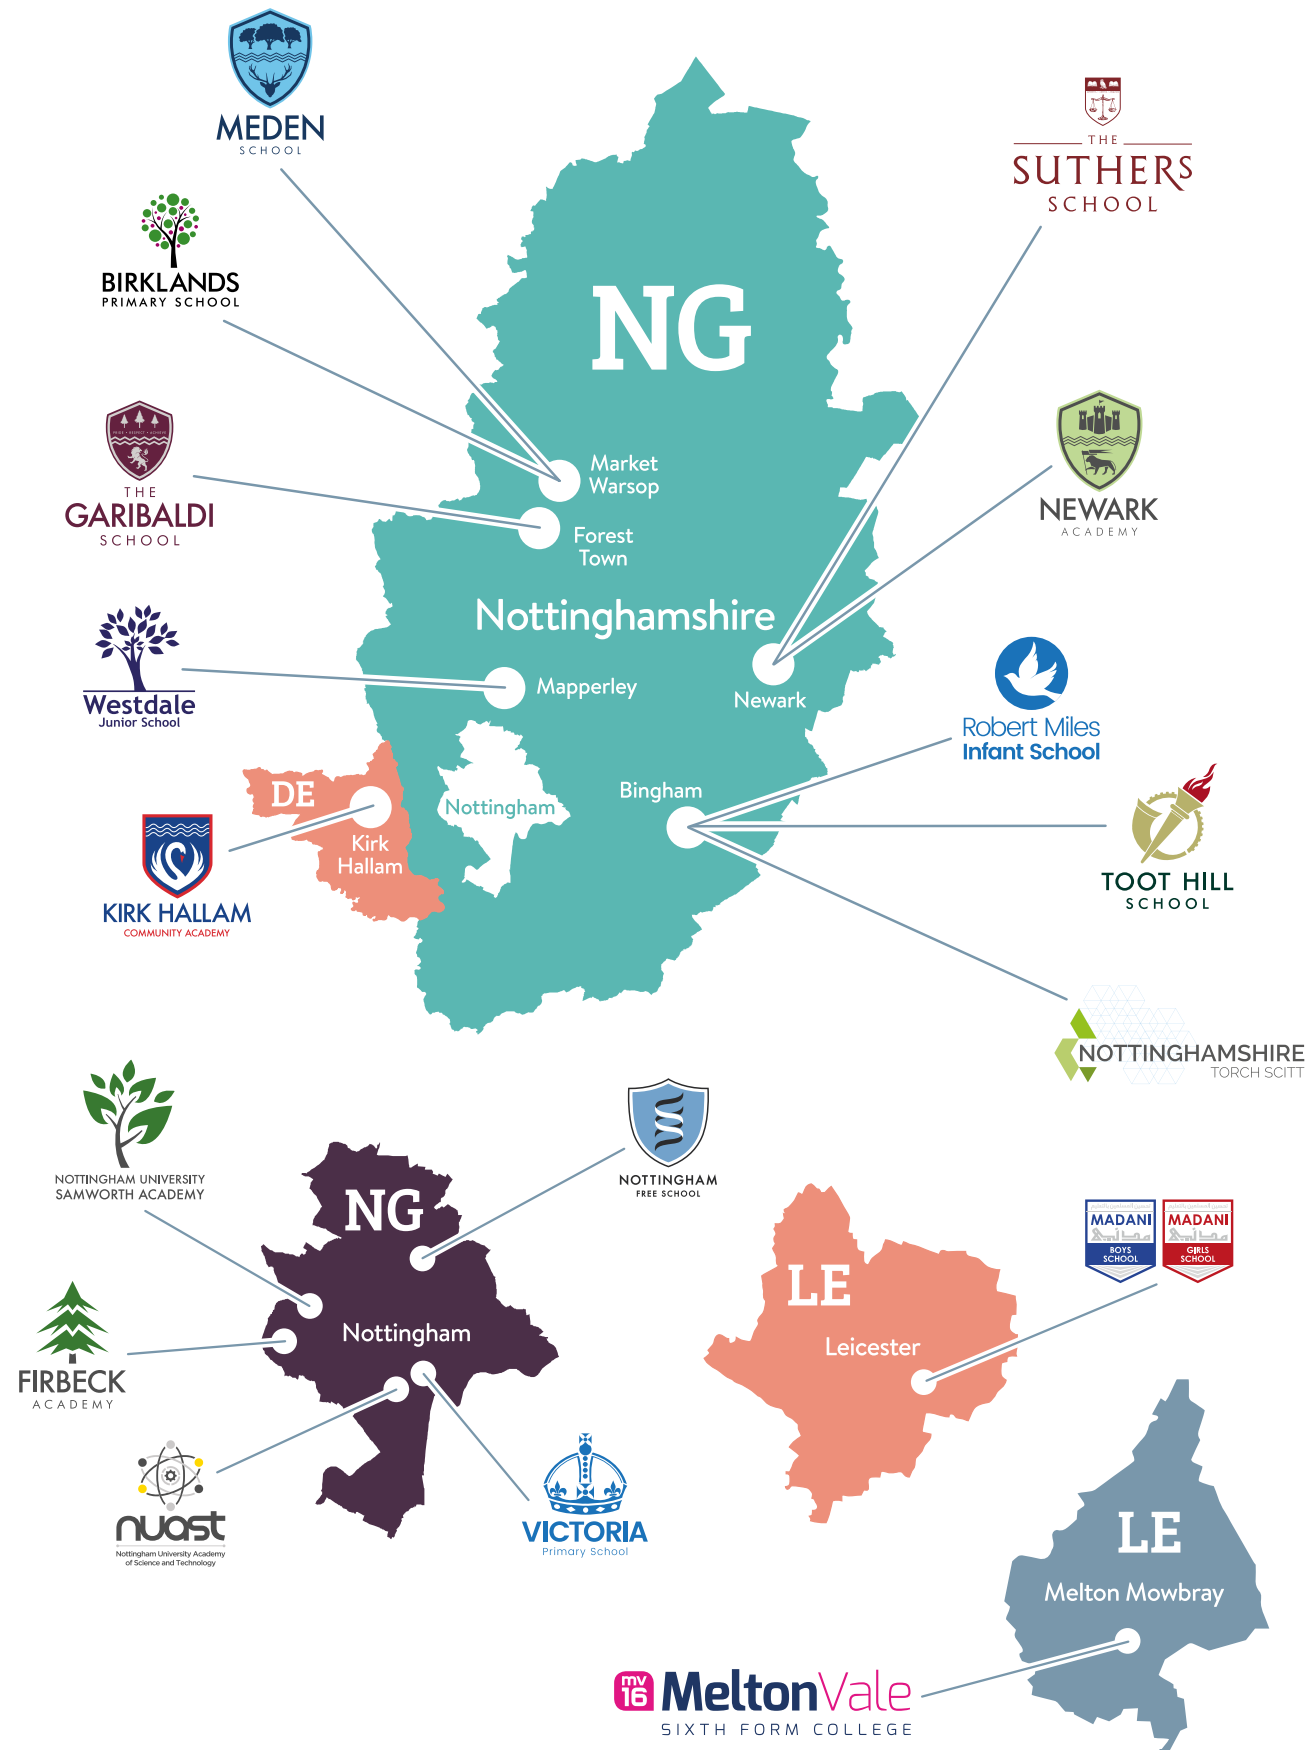 MEDEN
SCHOOL
THE
SUTHERS
SCHOOL
BIRKLANDS
PRIMARY SCHOOL
NG
PRIDE • RESPECT • ACHIEVE
THE
GARIBALDI
SCHOOL
NEWARK
ACADEMY
Market
Warsop
Forest
Town
Nottinghamshire
Westdale
Junior School
Mapperley
Newark
Robert Miles
Infant School
DE
Kirk
Hallam
Nottingham
Bingham
KIRK HALLAM
COMMUNITY ACADEMY
TOOT HILL
SCHOOL
NOTTINGHAMSHIRE
TORCH SCITT
NOTTINGHAM UNIVERSITY
SAMWORTH ACADEMY
NOTTINGHAM
FREE SCHOOL
NG
Nottingham
FIRBECK
ACADEMY
nuast
Nottingham University Academy
of Science and Technology
VICTORIA
Primary School
LE
Leicester
MADANI
BOYS
SCHOOL
MADANI
GIRLS
SCHOOL
LE
Melton Mowbray
mv
16
MeltonVale
SIXTH FORM COLLEGE